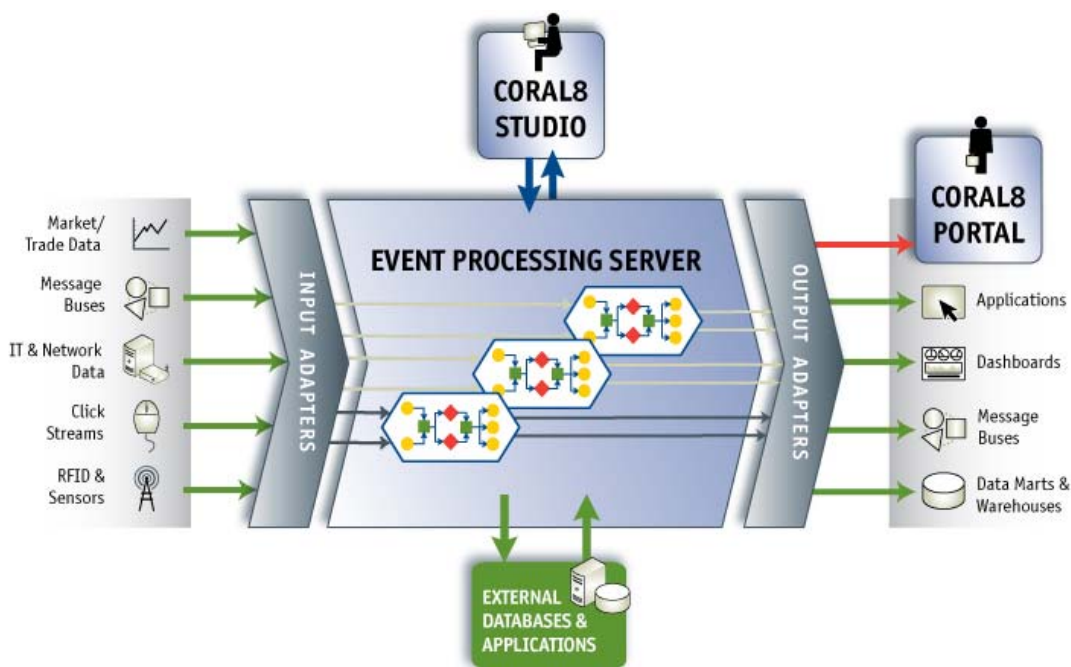 CORAL8
STUDIO
CORAL8
PORTAL
Market/
Trade Data
Message
Buses
IT & Network
Data
Click
Streams
RFID &
Sensors
INPUT ADAPTERS
EVENT PROCESSING SERVER
OUTPUT ADAPTERS
Applications
Dashboards
Message
Buses
Data Marts &
Warehouses
EXTERNAL
DATABASES &
APPLICATIONS